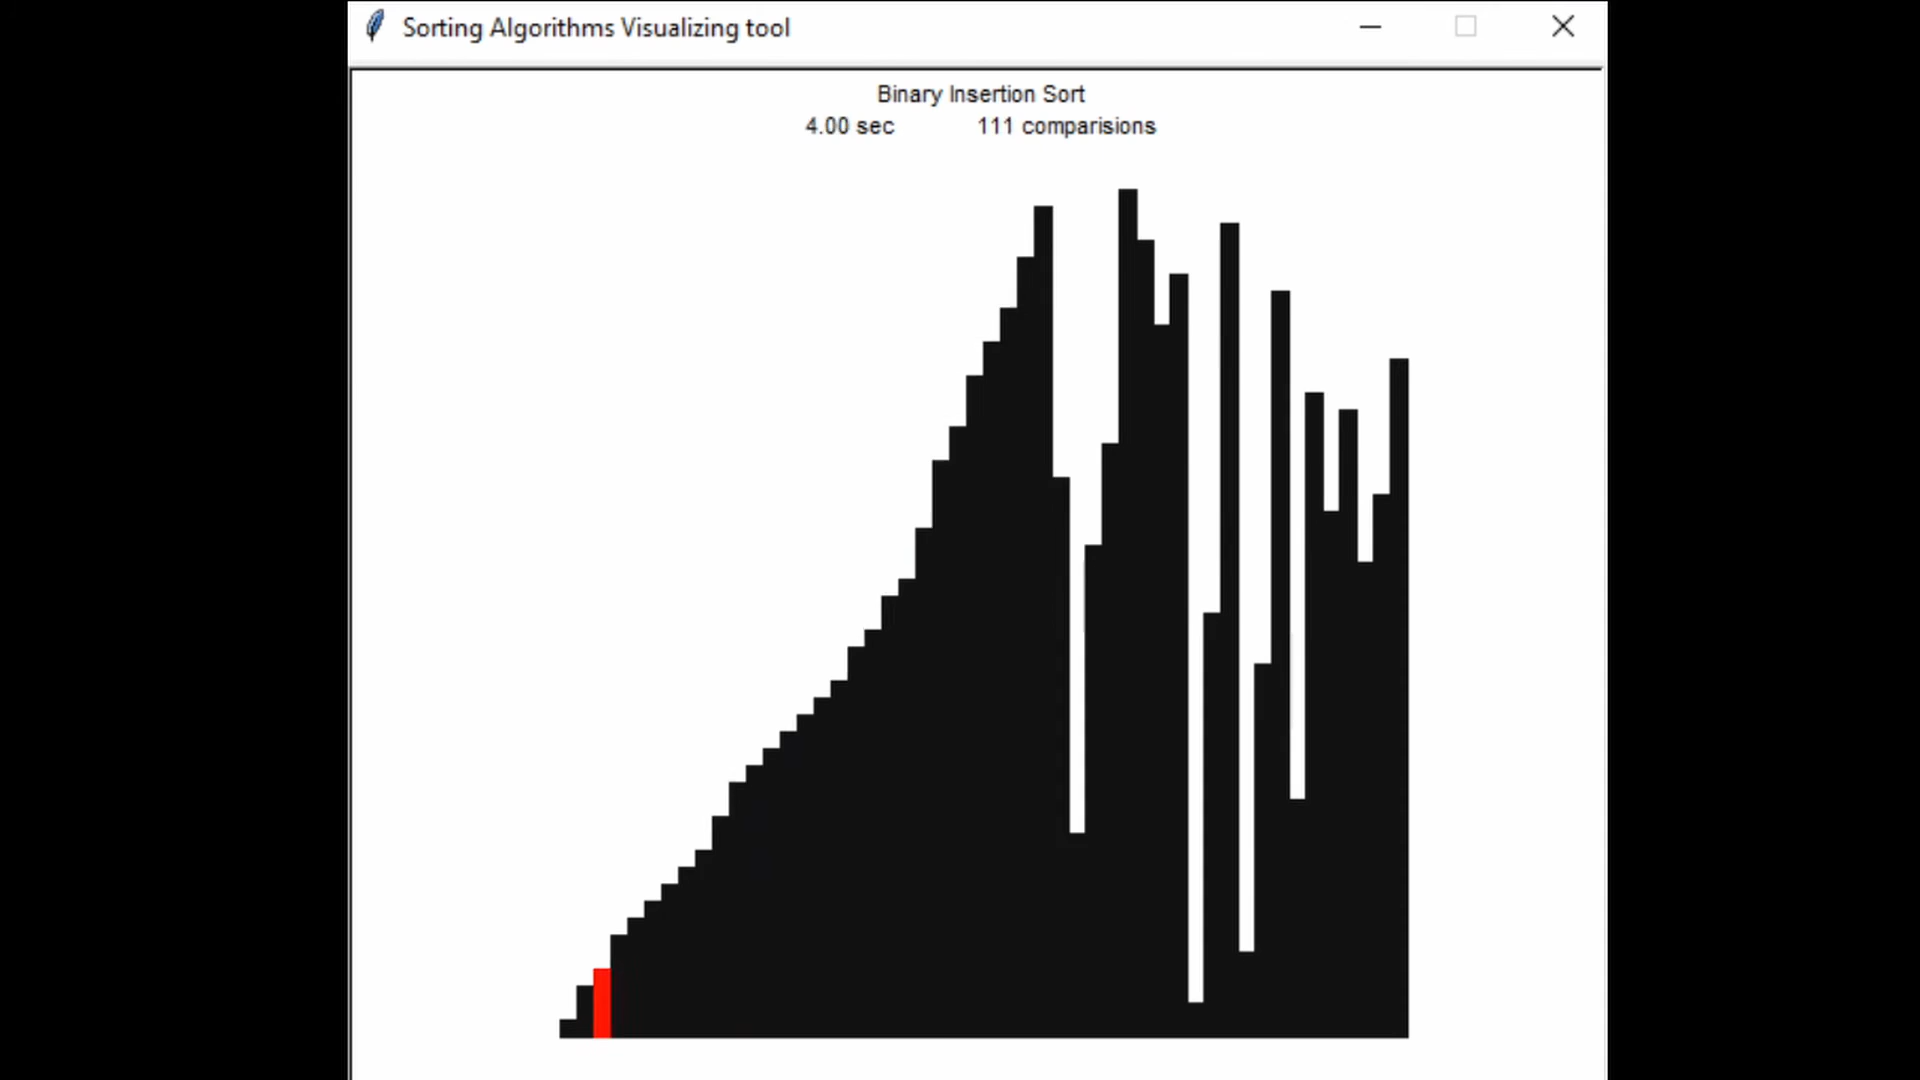 Sorting Algorithms Visualizing tool
Binary Insertion Sort
4.00 sec 111 comparisions